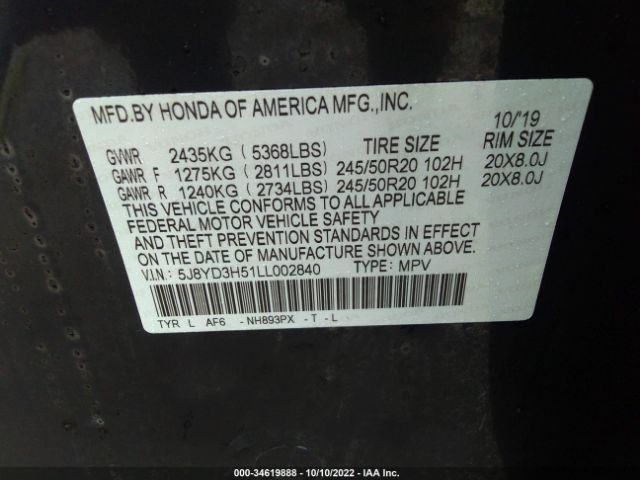 MFD.BY HONDA OF AMERICA MFG.,INC.
10/'19
GVWR 2435KG ( 5368LBS) TIRE SIZE RIM SIZE
GAWR F 1275KG ( 2811LBS) 245/50R20 102H 20X8.0J
GAWR R 1240KG ( 2734LBS) 245/50R20 102H 20X8.0J
THIS VEHICLE CONFORMS TO ALL APPLICABLE
FEDERAL MOTOR VEHICLE SAFETY
AND THEFT PREVENTION STANDARDS IN EFFECT
ON THE DATE OF MANUFACTURE SHOWN ABOVE.
V.I.N: 5J8YD3H51LL002840 TYPE: MPV
TYR L AF6 -NH893PX -T -L
000-34619888 - 10/10/2022 - IAA Inc.